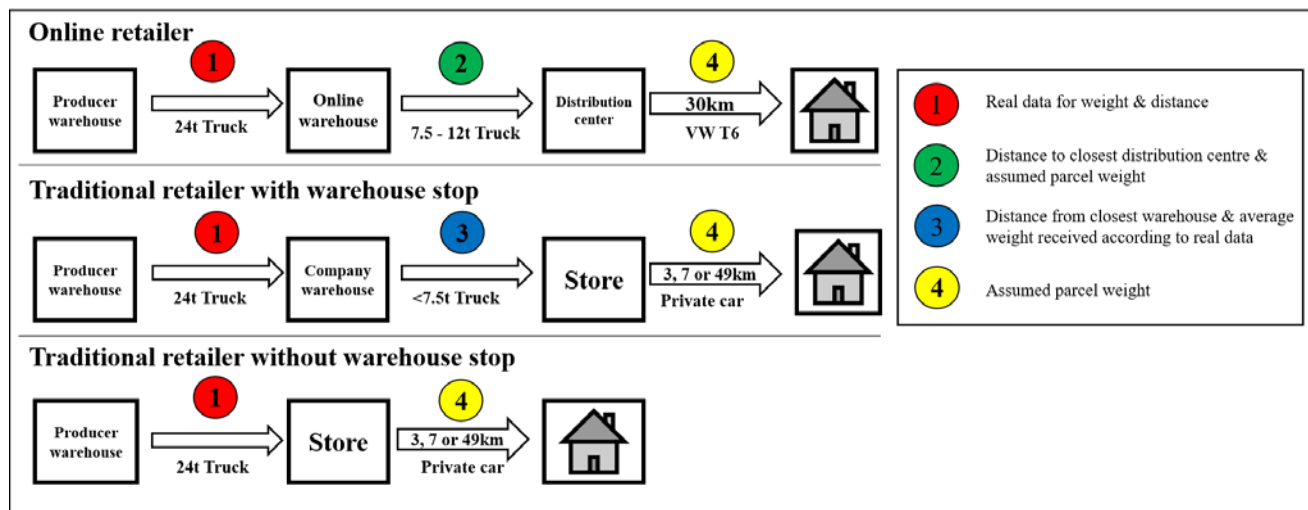 Online retailer
1
2
4
Producer
warehouse
24t Truck
Online
warehouse
7.5 - 12t Truck
Distribution
center
30km
VW T6
Traditional retailer with warehouse stop
1
3
4
Producer
warehouse
24t Truck
Company
warehouse
<7.5t Truck
Store
3, 7 or 49km
Private car
Traditional retailer without warehouse stop
1
4
Producer
warehouse
24t Truck
Store
3, 7 or 49km
Private car
1 Real data for weight & distance
2 Distance to closest distribution centre &
assumed parcel weight
3 Distance from closest warehouse & average
weight received according to real data
4 Assumed parcel weight